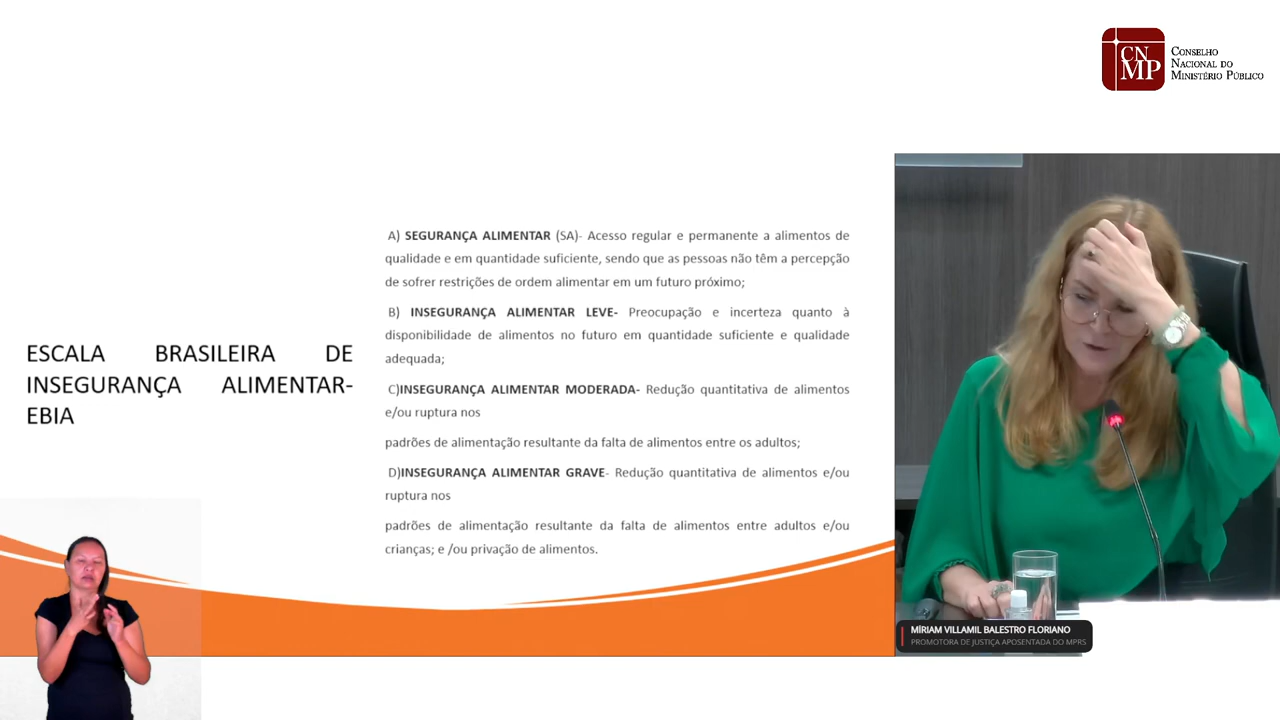 CN
MP
CONSELHO
NACIONAL DO
MINISTÉRIO PÚBLICO
ESCALA BRASILEIRA DE
INSEGURANÇA ALIMENTAR-
EBIA
A) SEGURANÇA ALIMENTAR (SA)- Acesso regular e permanente a alimentos de
qualidade e em quantidade suficiente, sendo que as pessoas não têm a percepção
de sofrer restrições de ordem alimentar em um futuro próximo;
B) INSEGURANÇA ALIMENTAR LEVE- Preocupação e incerteza quanto à
disponibilidade de alimentos no futuro em quantidade suficiente e qualidade
adequada;
C)INSEGURANÇA ALIMENTAR MODERADA- Redução quantitativa de alimentos
e/ou ruptura nos
padrões de alimentação resultante da falta de alimentos entre os adultos;
D)INSEGURANÇA ALIMENTAR GRAVE- Redução quantitativa de alimentos e/ou
ruptura nos
padrões de alimentação resultante da falta de alimentos entre adultos e/ou
crianças; e /ou privação de alimentos.
MÍRIAM VILLAMIL BALESTRO FLORIANO
PROMOTORA DE JUSTIÇA APOSENTADA DO MPRS